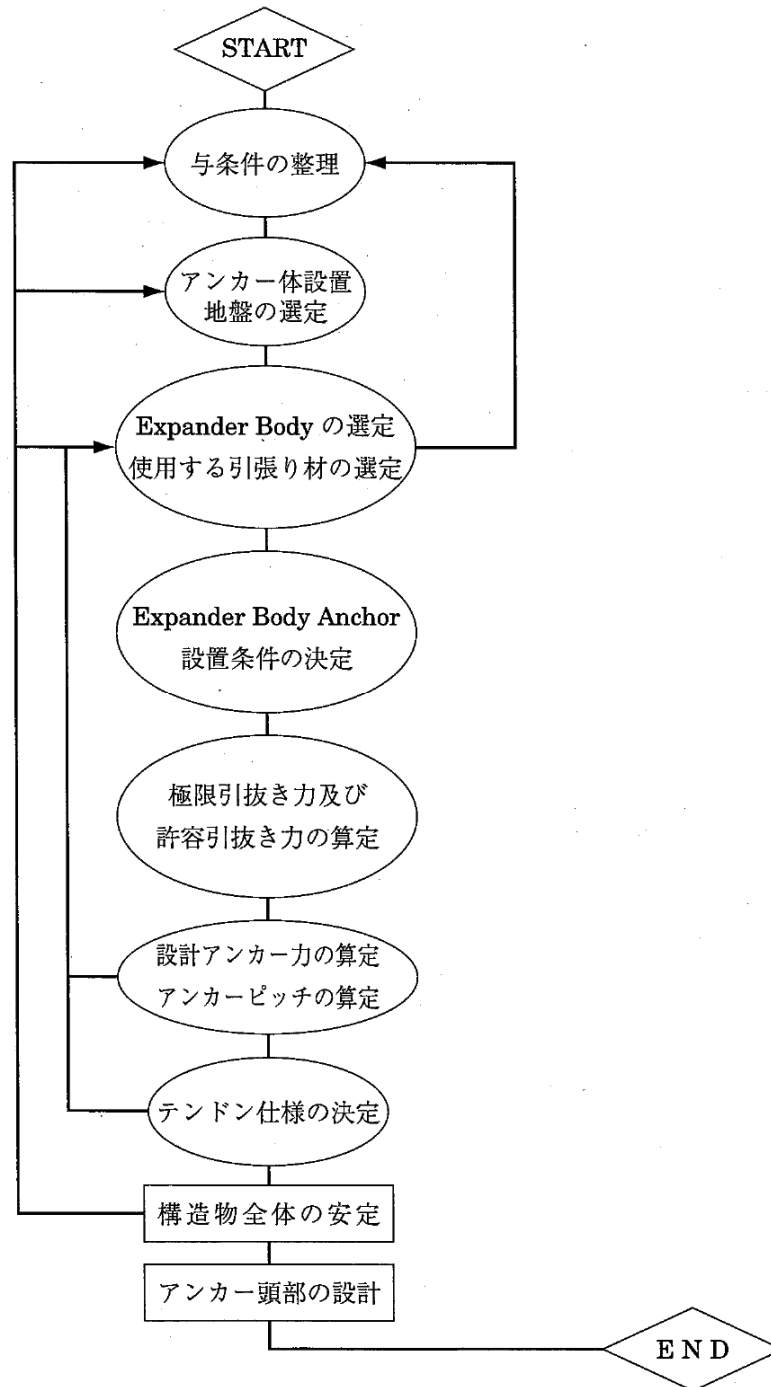 START
与条件の整理
アンカー体設置
地盤の選定
Expander Body の選定
使用する引張り材の選定
Expander Body Anchor
設置条件の決定
極限引抜き力及び
許容引抜き力の算定
設計アンカー力の算定
アンカーピッチの算定
テンドン仕様の決定
構造物全体の安定
アンカー頭部の設計
END